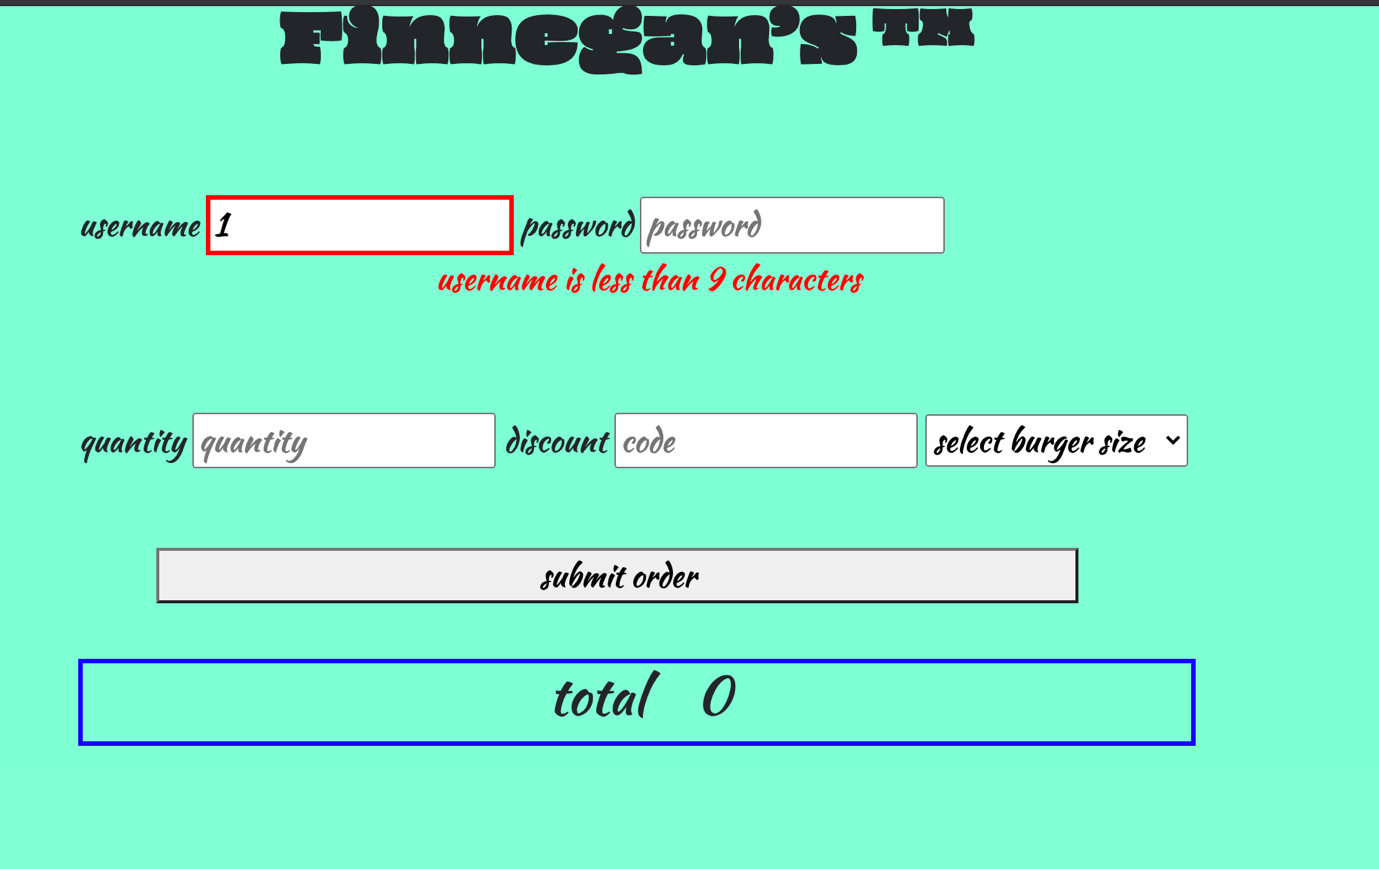 Finnegan's ™
username 1 password password
username is less than 9 characters
quantity quantity discount code select burger size
submit order
total 0